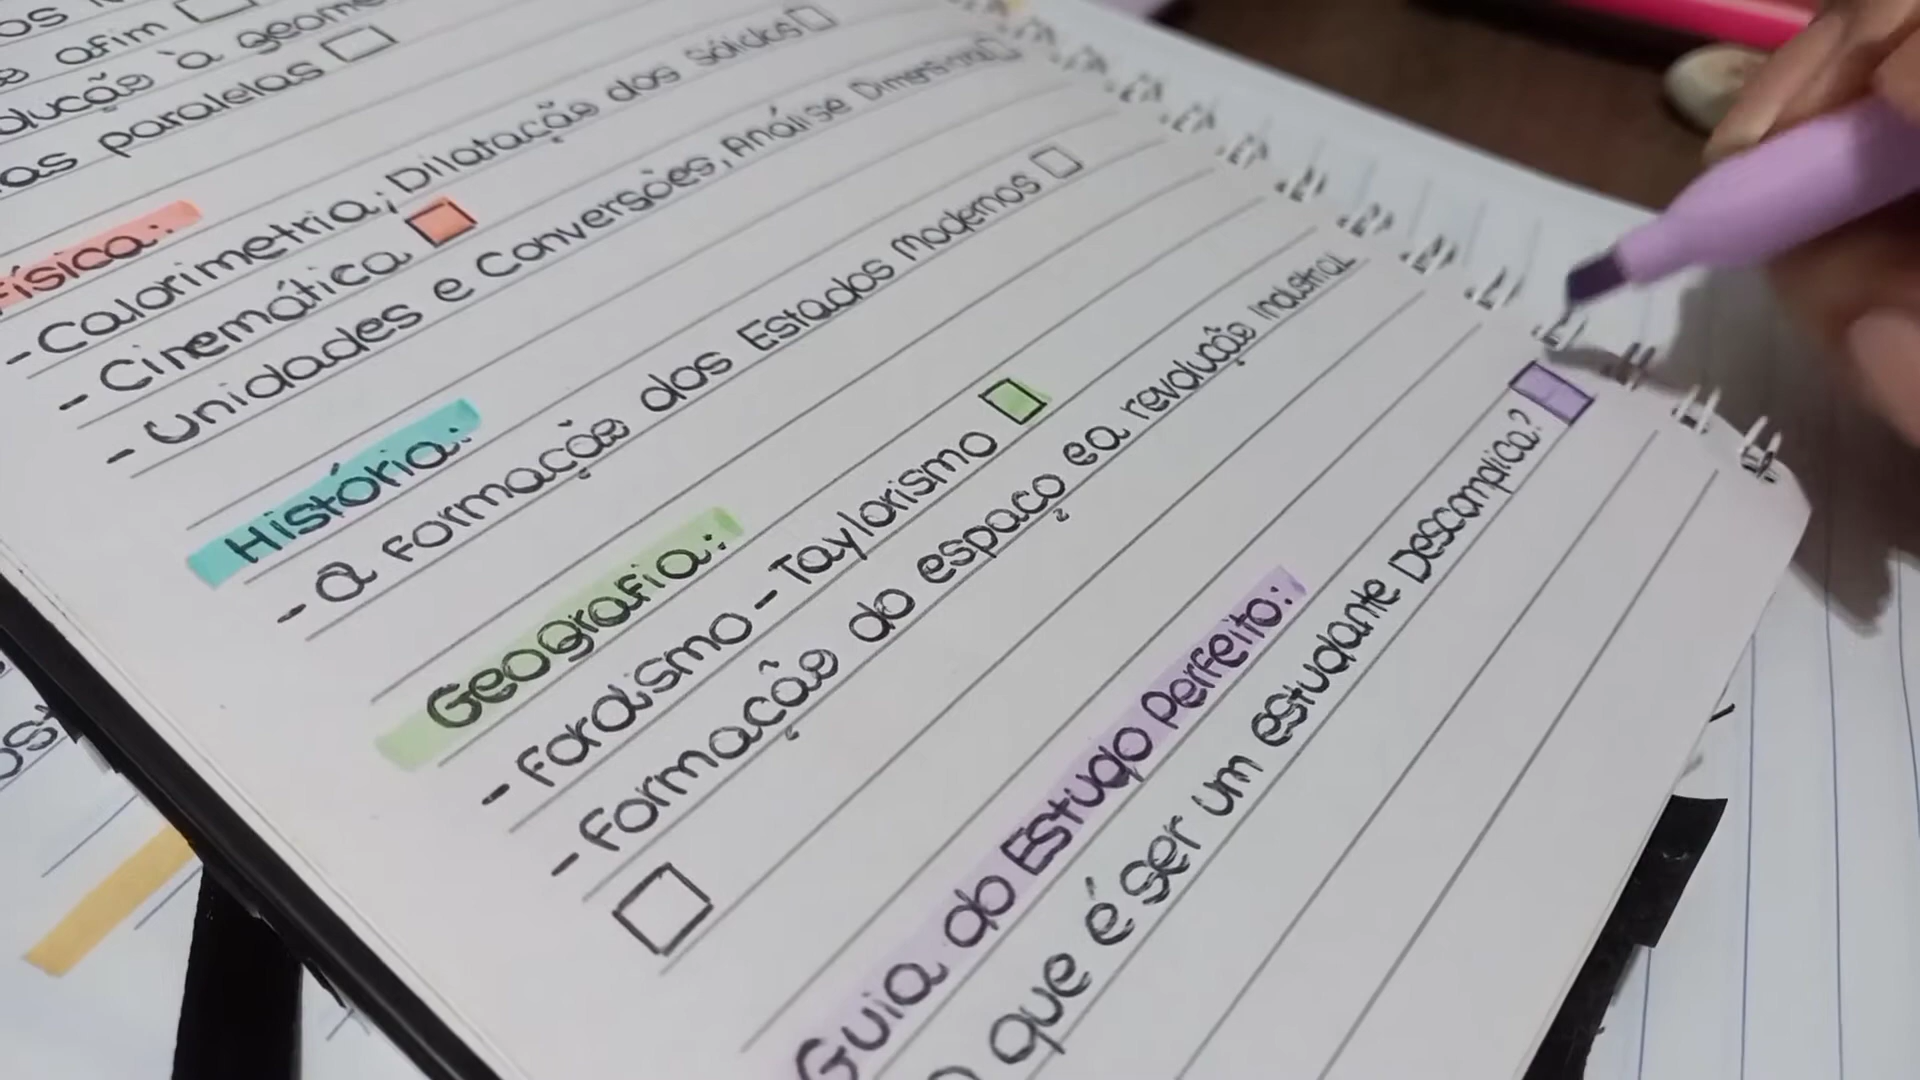 afim
à geome
as paralelas
Física:
- Calorimetria, Dilatação dos Sólidos
- Cinemática
- Unidades e Conversões, Análise Dimensional
História:
- A Formação dos Estados Modernos
Geografia:
- Fordismo - Taylorismo
- Formação do espaço e a revolução industrial
Guia do Estudo Perfeito:
O que é ser um estudante Descomplica?